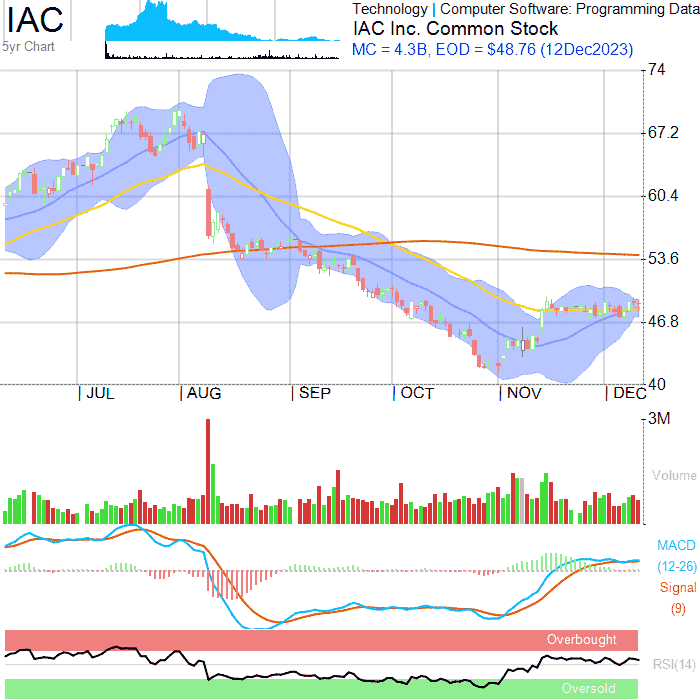 IAC
5yr Chart
Technology | Computer Software: Programming Data
IAC Inc. Common Stock
MC = 4.3B, EOD = $48.76 (12Dec2023)
74
67.2
60.4
53.6
46.8
40
JUL
AUG
SEP
OCT
NOV
DEC
3M
Volume
MACD
(12-26)
Signal
(9)
Overbought
RSI(14)
Oversold